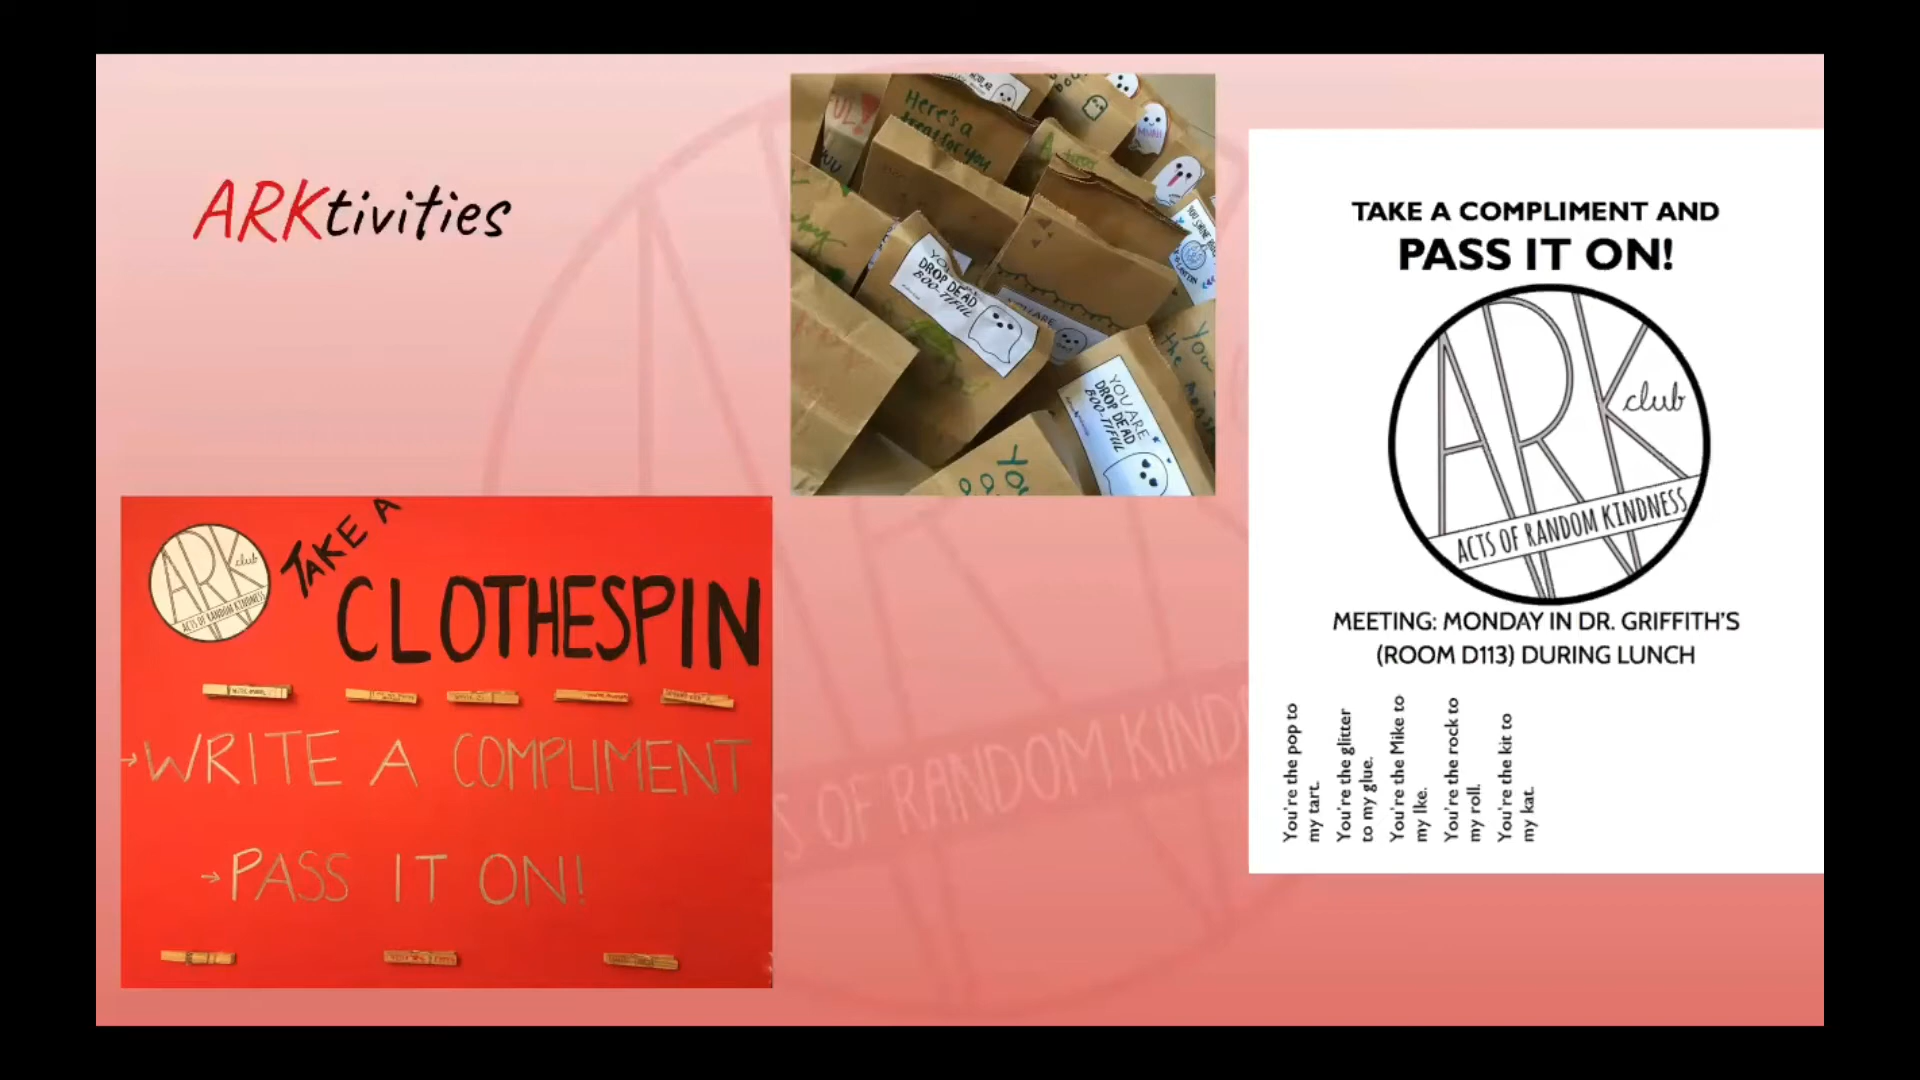 ARKtivities
Here's a
treat for you
YOU ARE
DROP DEAD
BOO-TIFUL
DROP DEAD
BOO-TIFUL
TAKE A COMPLIMENT AND
PASS IT ON!
ARK
club
ACTS OF RANDOM KINDNESS
MEETING: MONDAY IN DR. GRIFFITH'S
(ROOM D113) DURING LUNCH
You're the pop to
my tart.
You're the glitter
to my glue.
You're the Mike to
my Ike.
You're the rock to
my roll.
You're the kit to
my kat.
ARK
club
ACTS OF RANDOM KINDNESS
TAKE A
CLOTHESPIN
→WRITE A COMPLIMENT
→PASS IT ON!
OF RANDOM